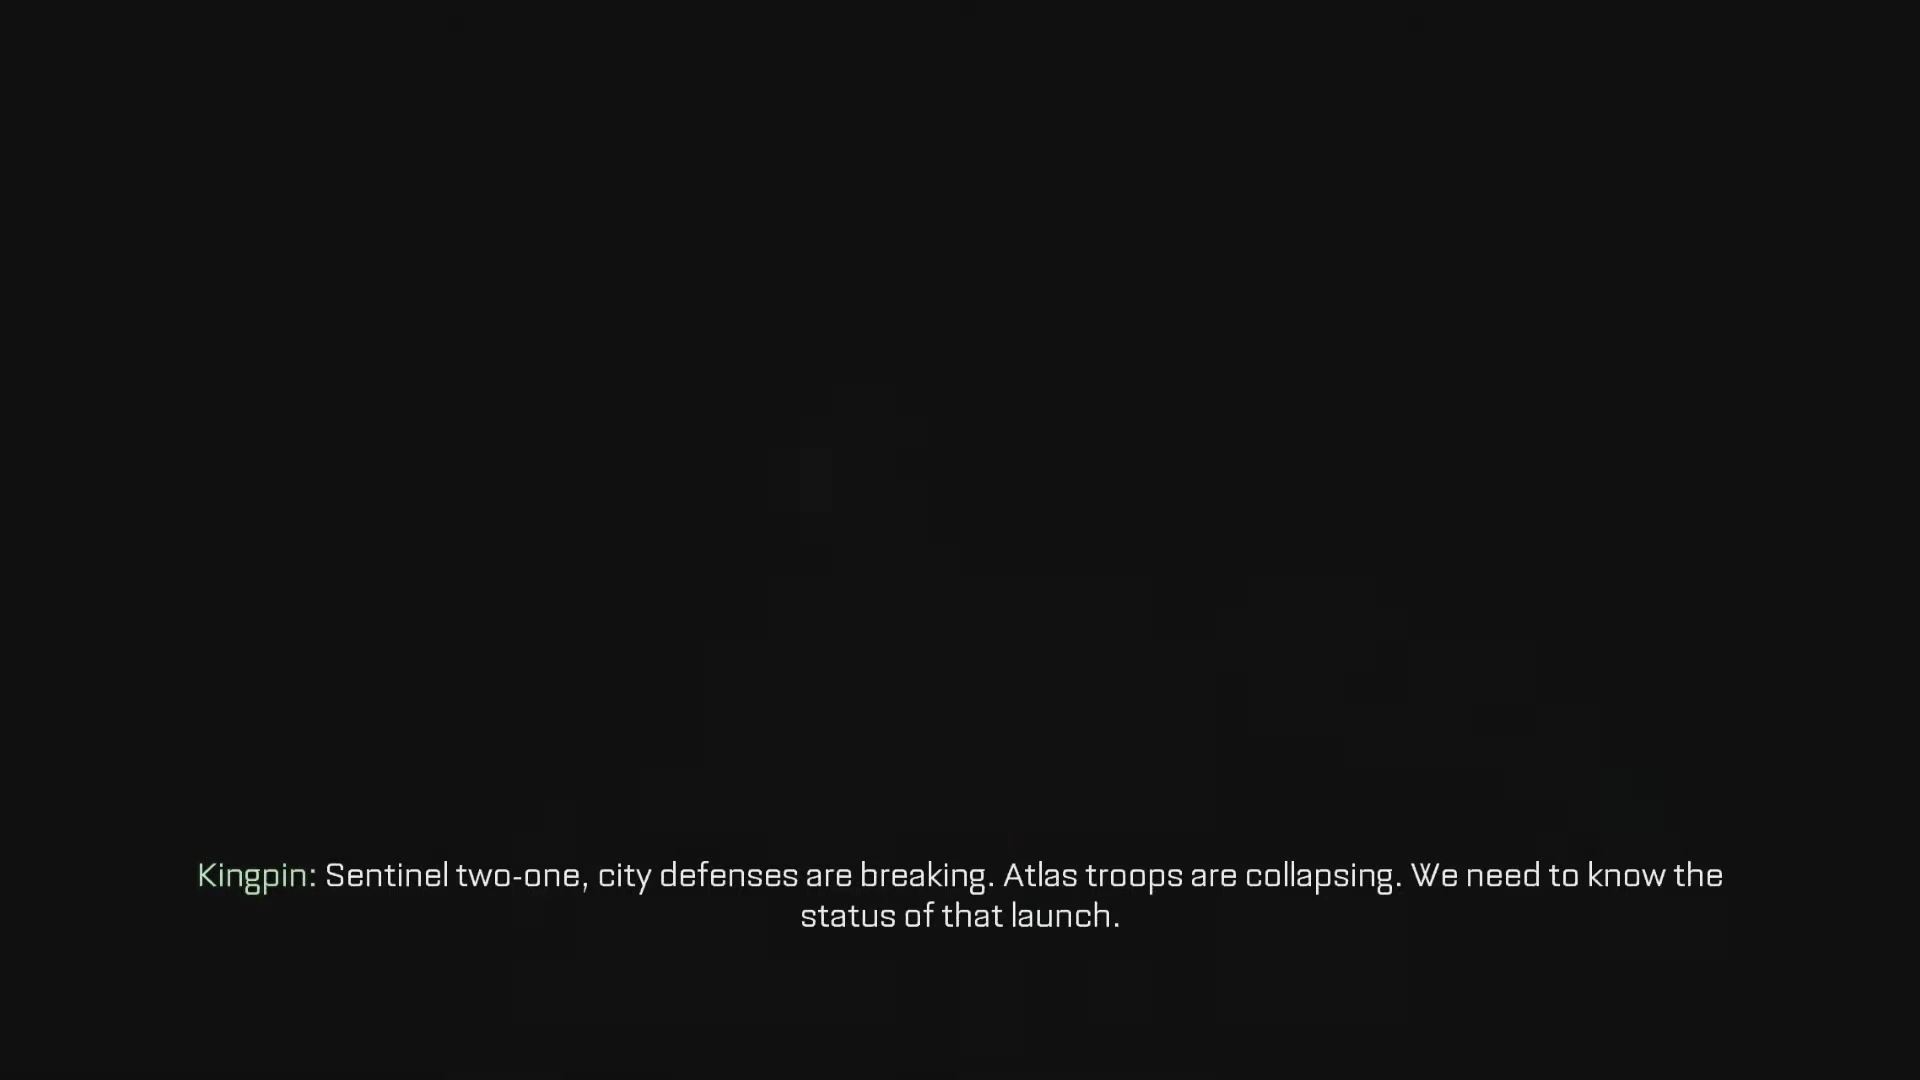 Kingpin: Sentinel two-one, city defenses are breaking. Atlas troops are collapsing. We need to know the
status of that launch.